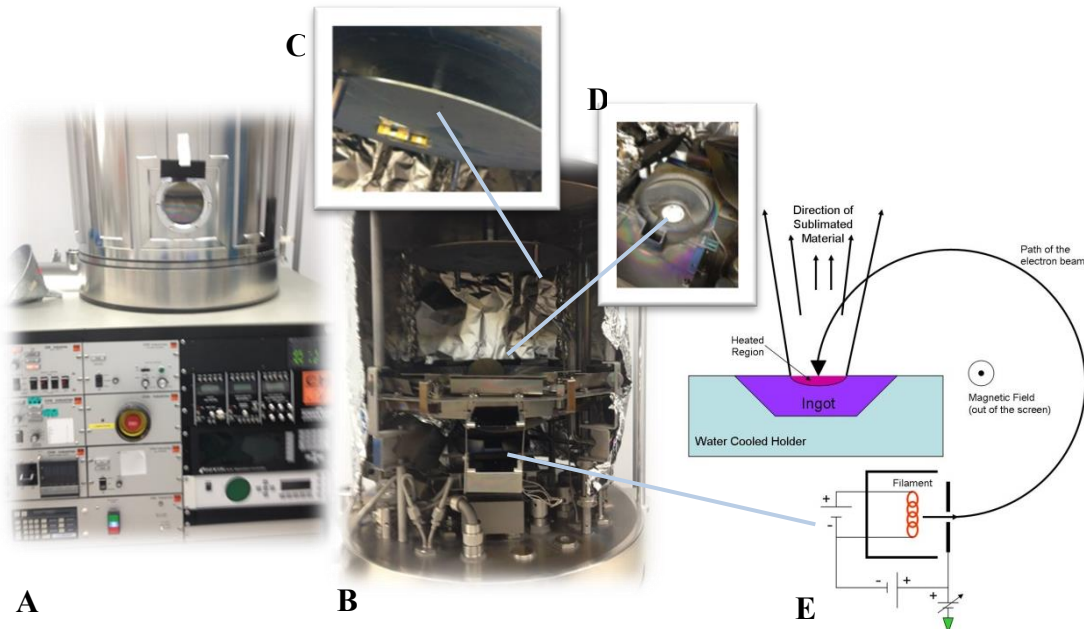 C
D
A
B
E
Direction of
Sublimated
Material
Path of the
electron beam
Heated
Region
Ingot
Magnetic Field
(out of the screen)
Water Cooled Holder
Filament
+
-
-
+
+